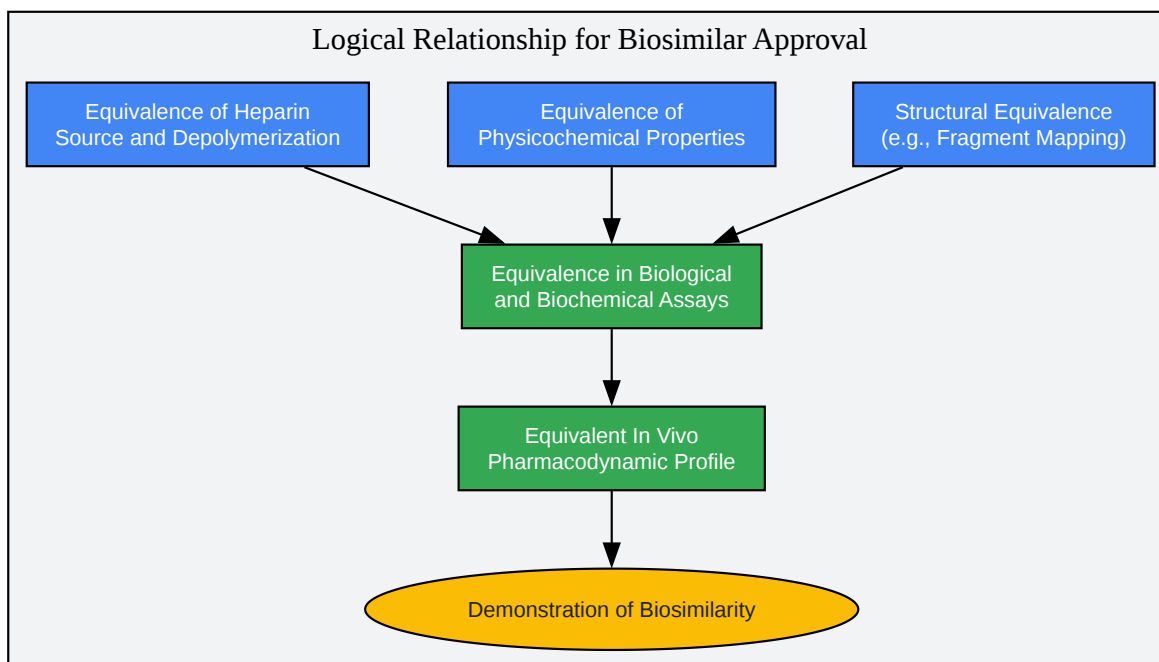 Logical Relationship for Biosimilar Approval
Equivalence of Heparin
Source and Depolymerization
Equivalence of
Physicochemical Properties
Structural Equivalence
(e.g., Fragment Mapping)
Equivalence in Biological
and Biochemical Assays
Equivalent In Vivo
Pharmacodynamic Profile
Demonstration of Biosimilarity